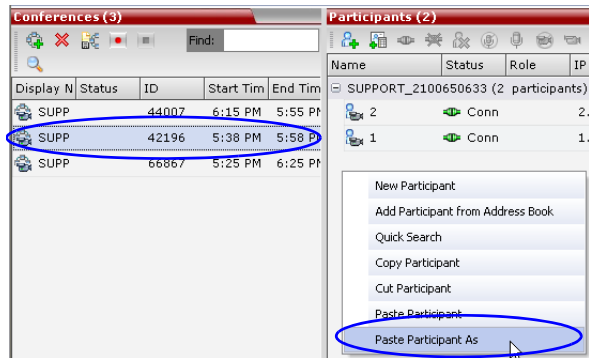 Conferences (3)
Find:
Display N Status ID Start Tim End Tim
SUPP 44007 6:15 PM 5:55 PM
SUPP 42196 5:38 PM 5:58 PM
SUPP 66867 5:25 PM 6:25 PM
Participants (2)
Name Status Role IP
SUPPORT_2100650633 (2 participants)
2 Conn 2.
1 Conn 1.
New Participant
Add Participant from Address Book
Quick Search
Copy Participant
Cut Participant
Paste Participant
Paste Participant As